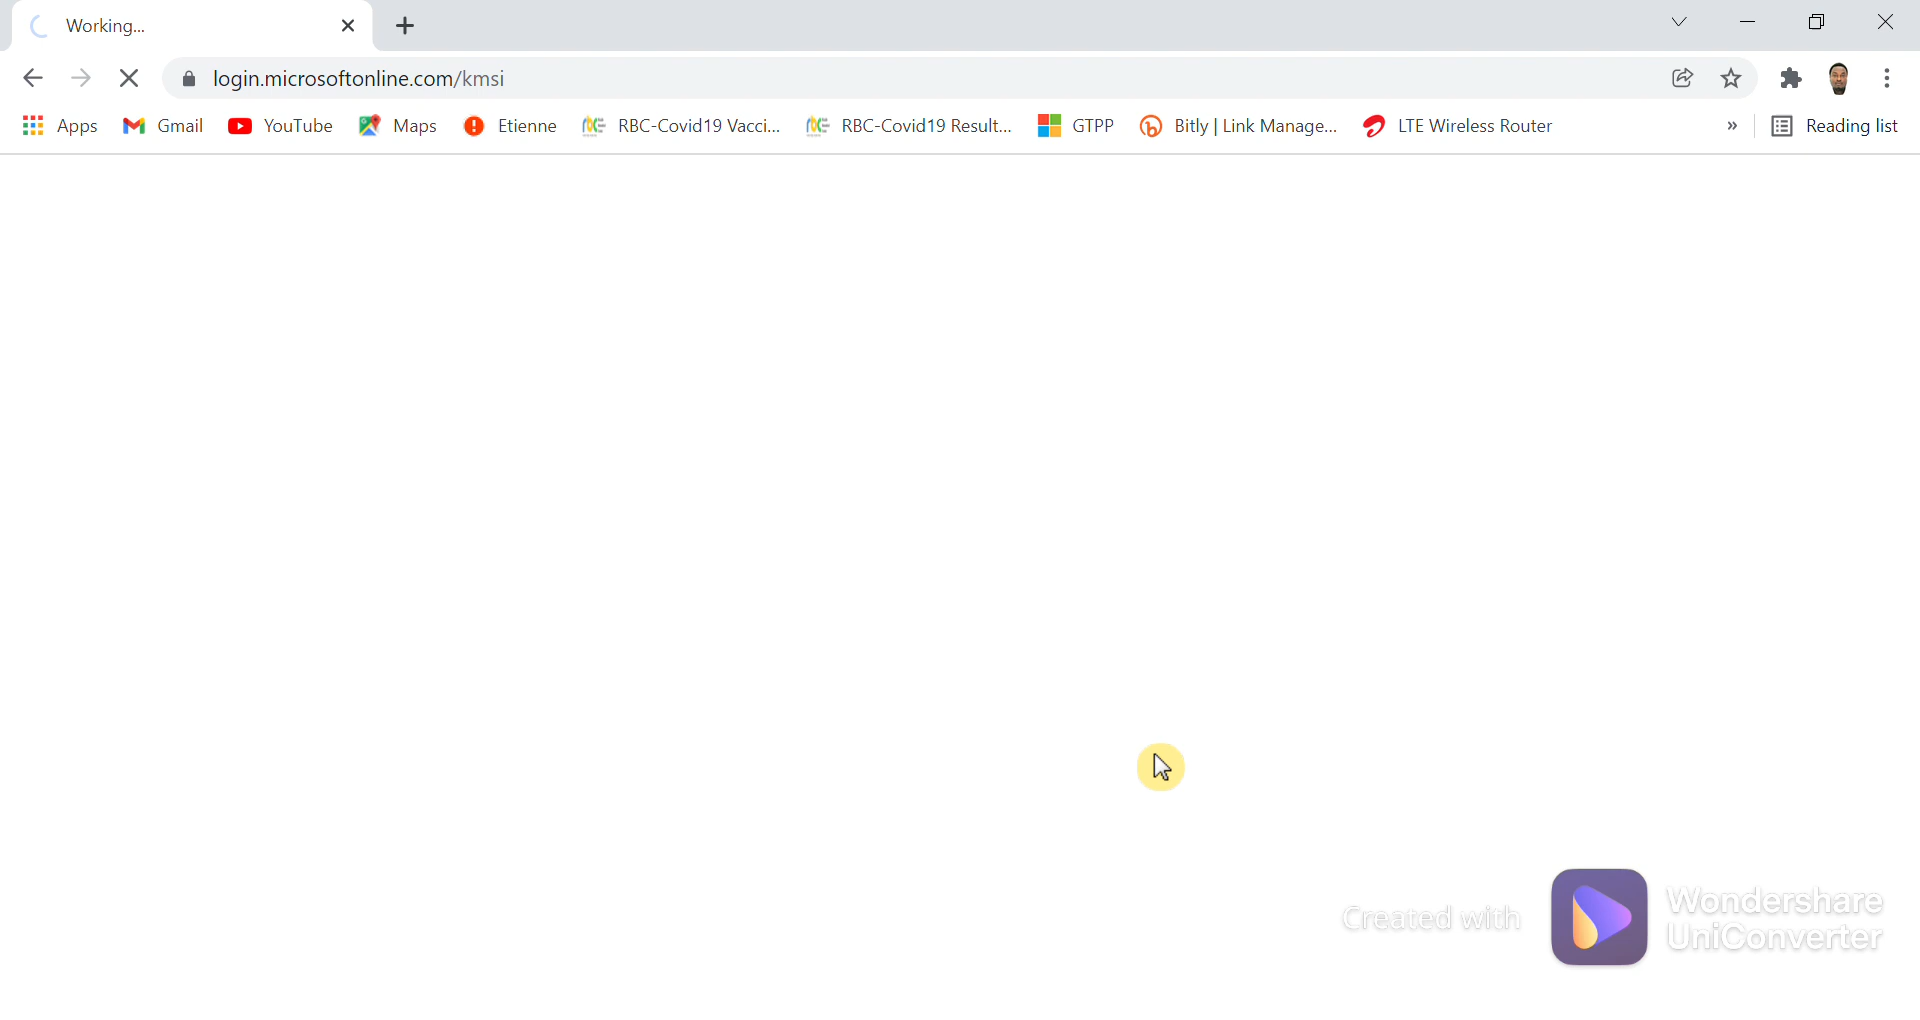 Working...
login.microsoftonline.com/kmsi
Apps Gmail YouTube Maps Etienne RBC-Covid19 Vacci... RBC-Covid19 Result... GTPP Bitly | Link Manage... LTE Wireless Router » Reading list
Created with
Wondershare
UniConverter